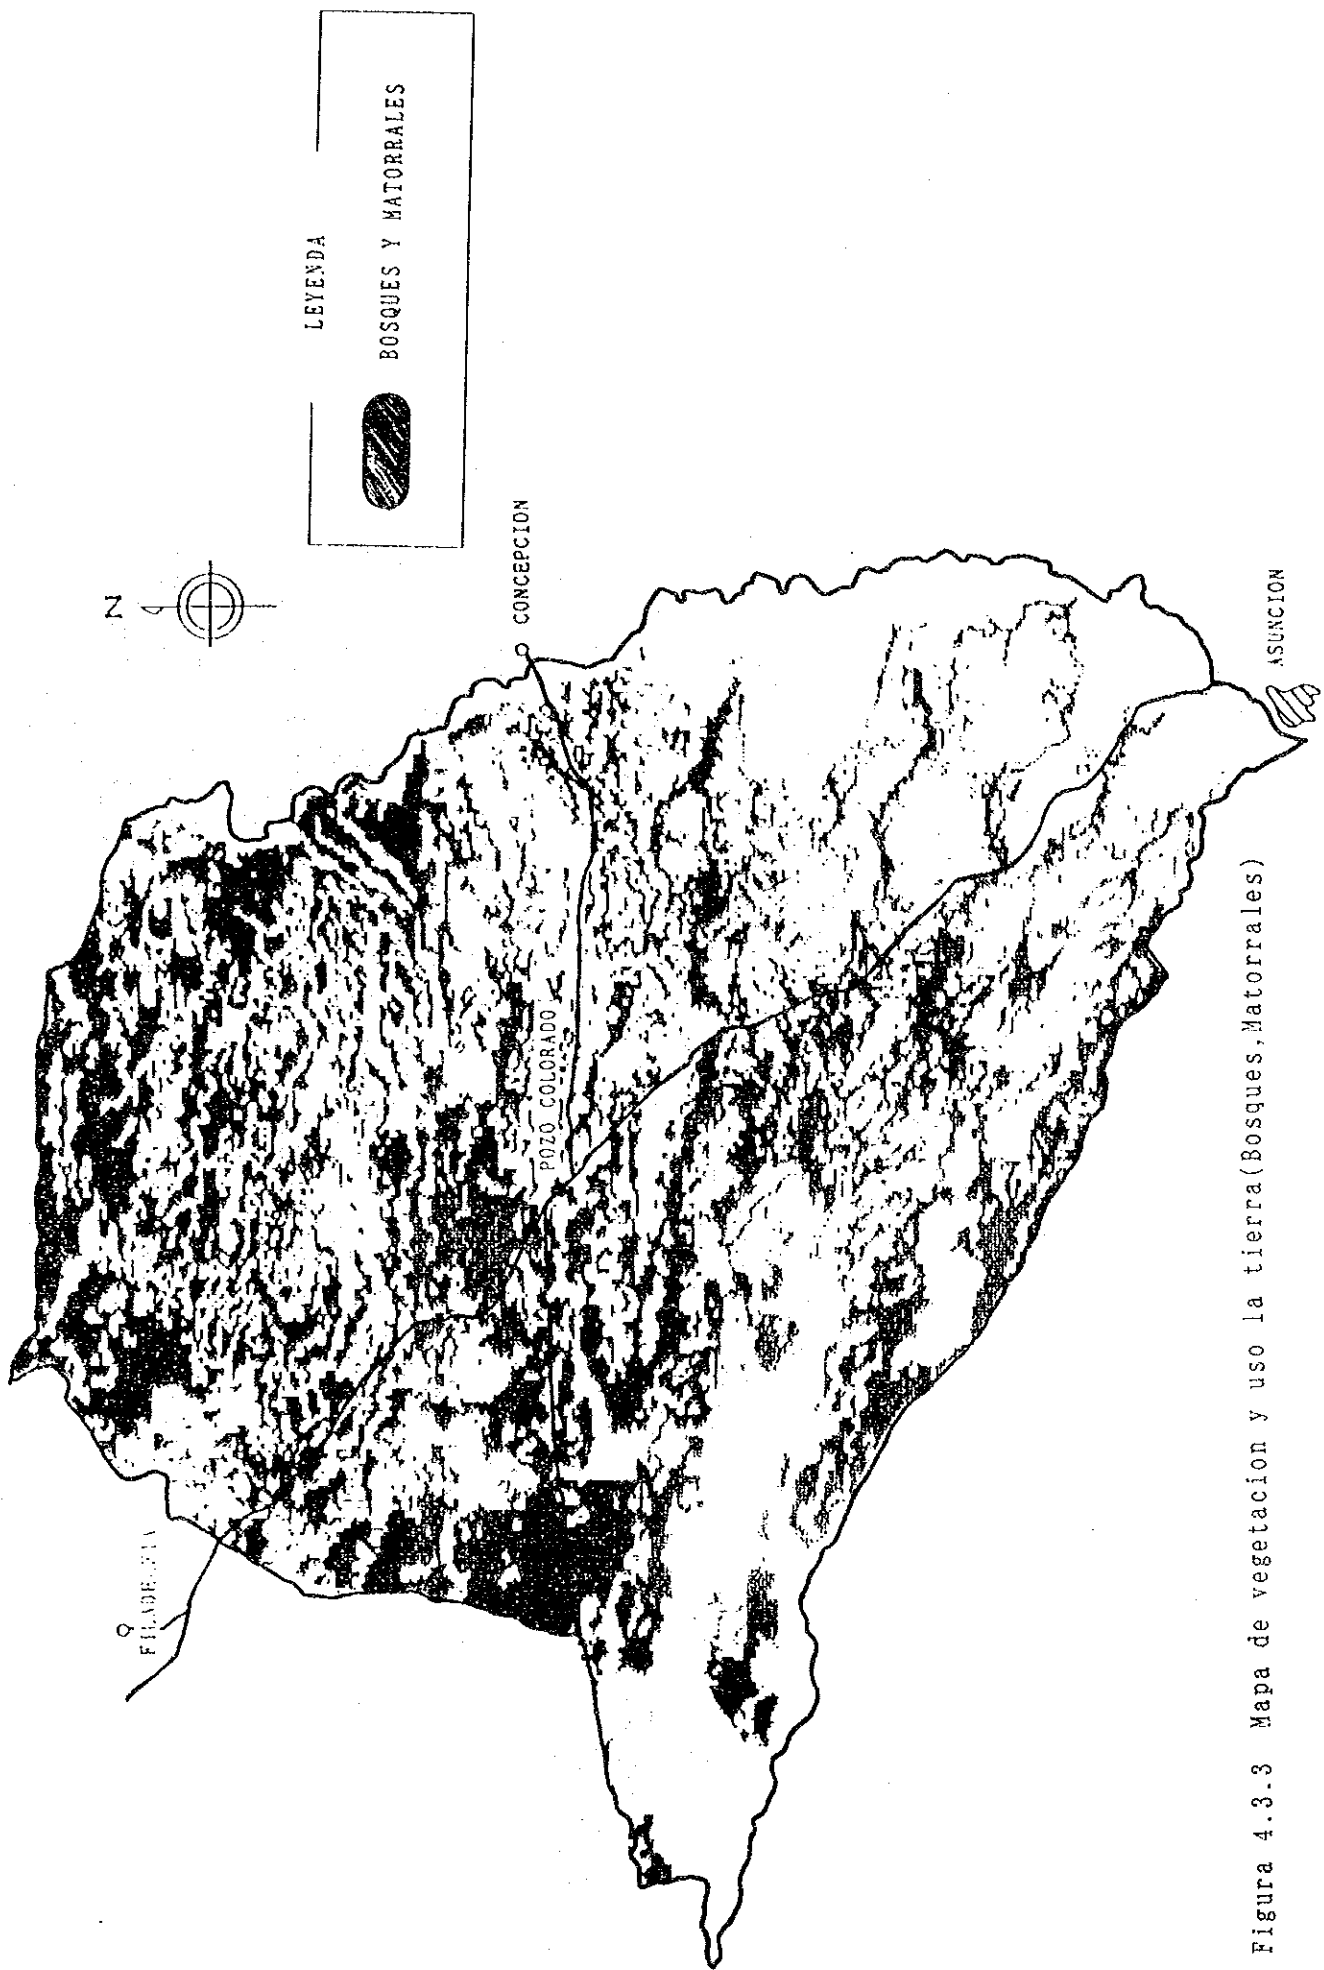 N
LEYENDA
BOSQUES Y MATORRALES
CONCEPCION
POZO COLORADO
ASUNCION
Figura 4.3.3 Mapa de vegetacion y uso la tierra(Bosques,Matorrales)